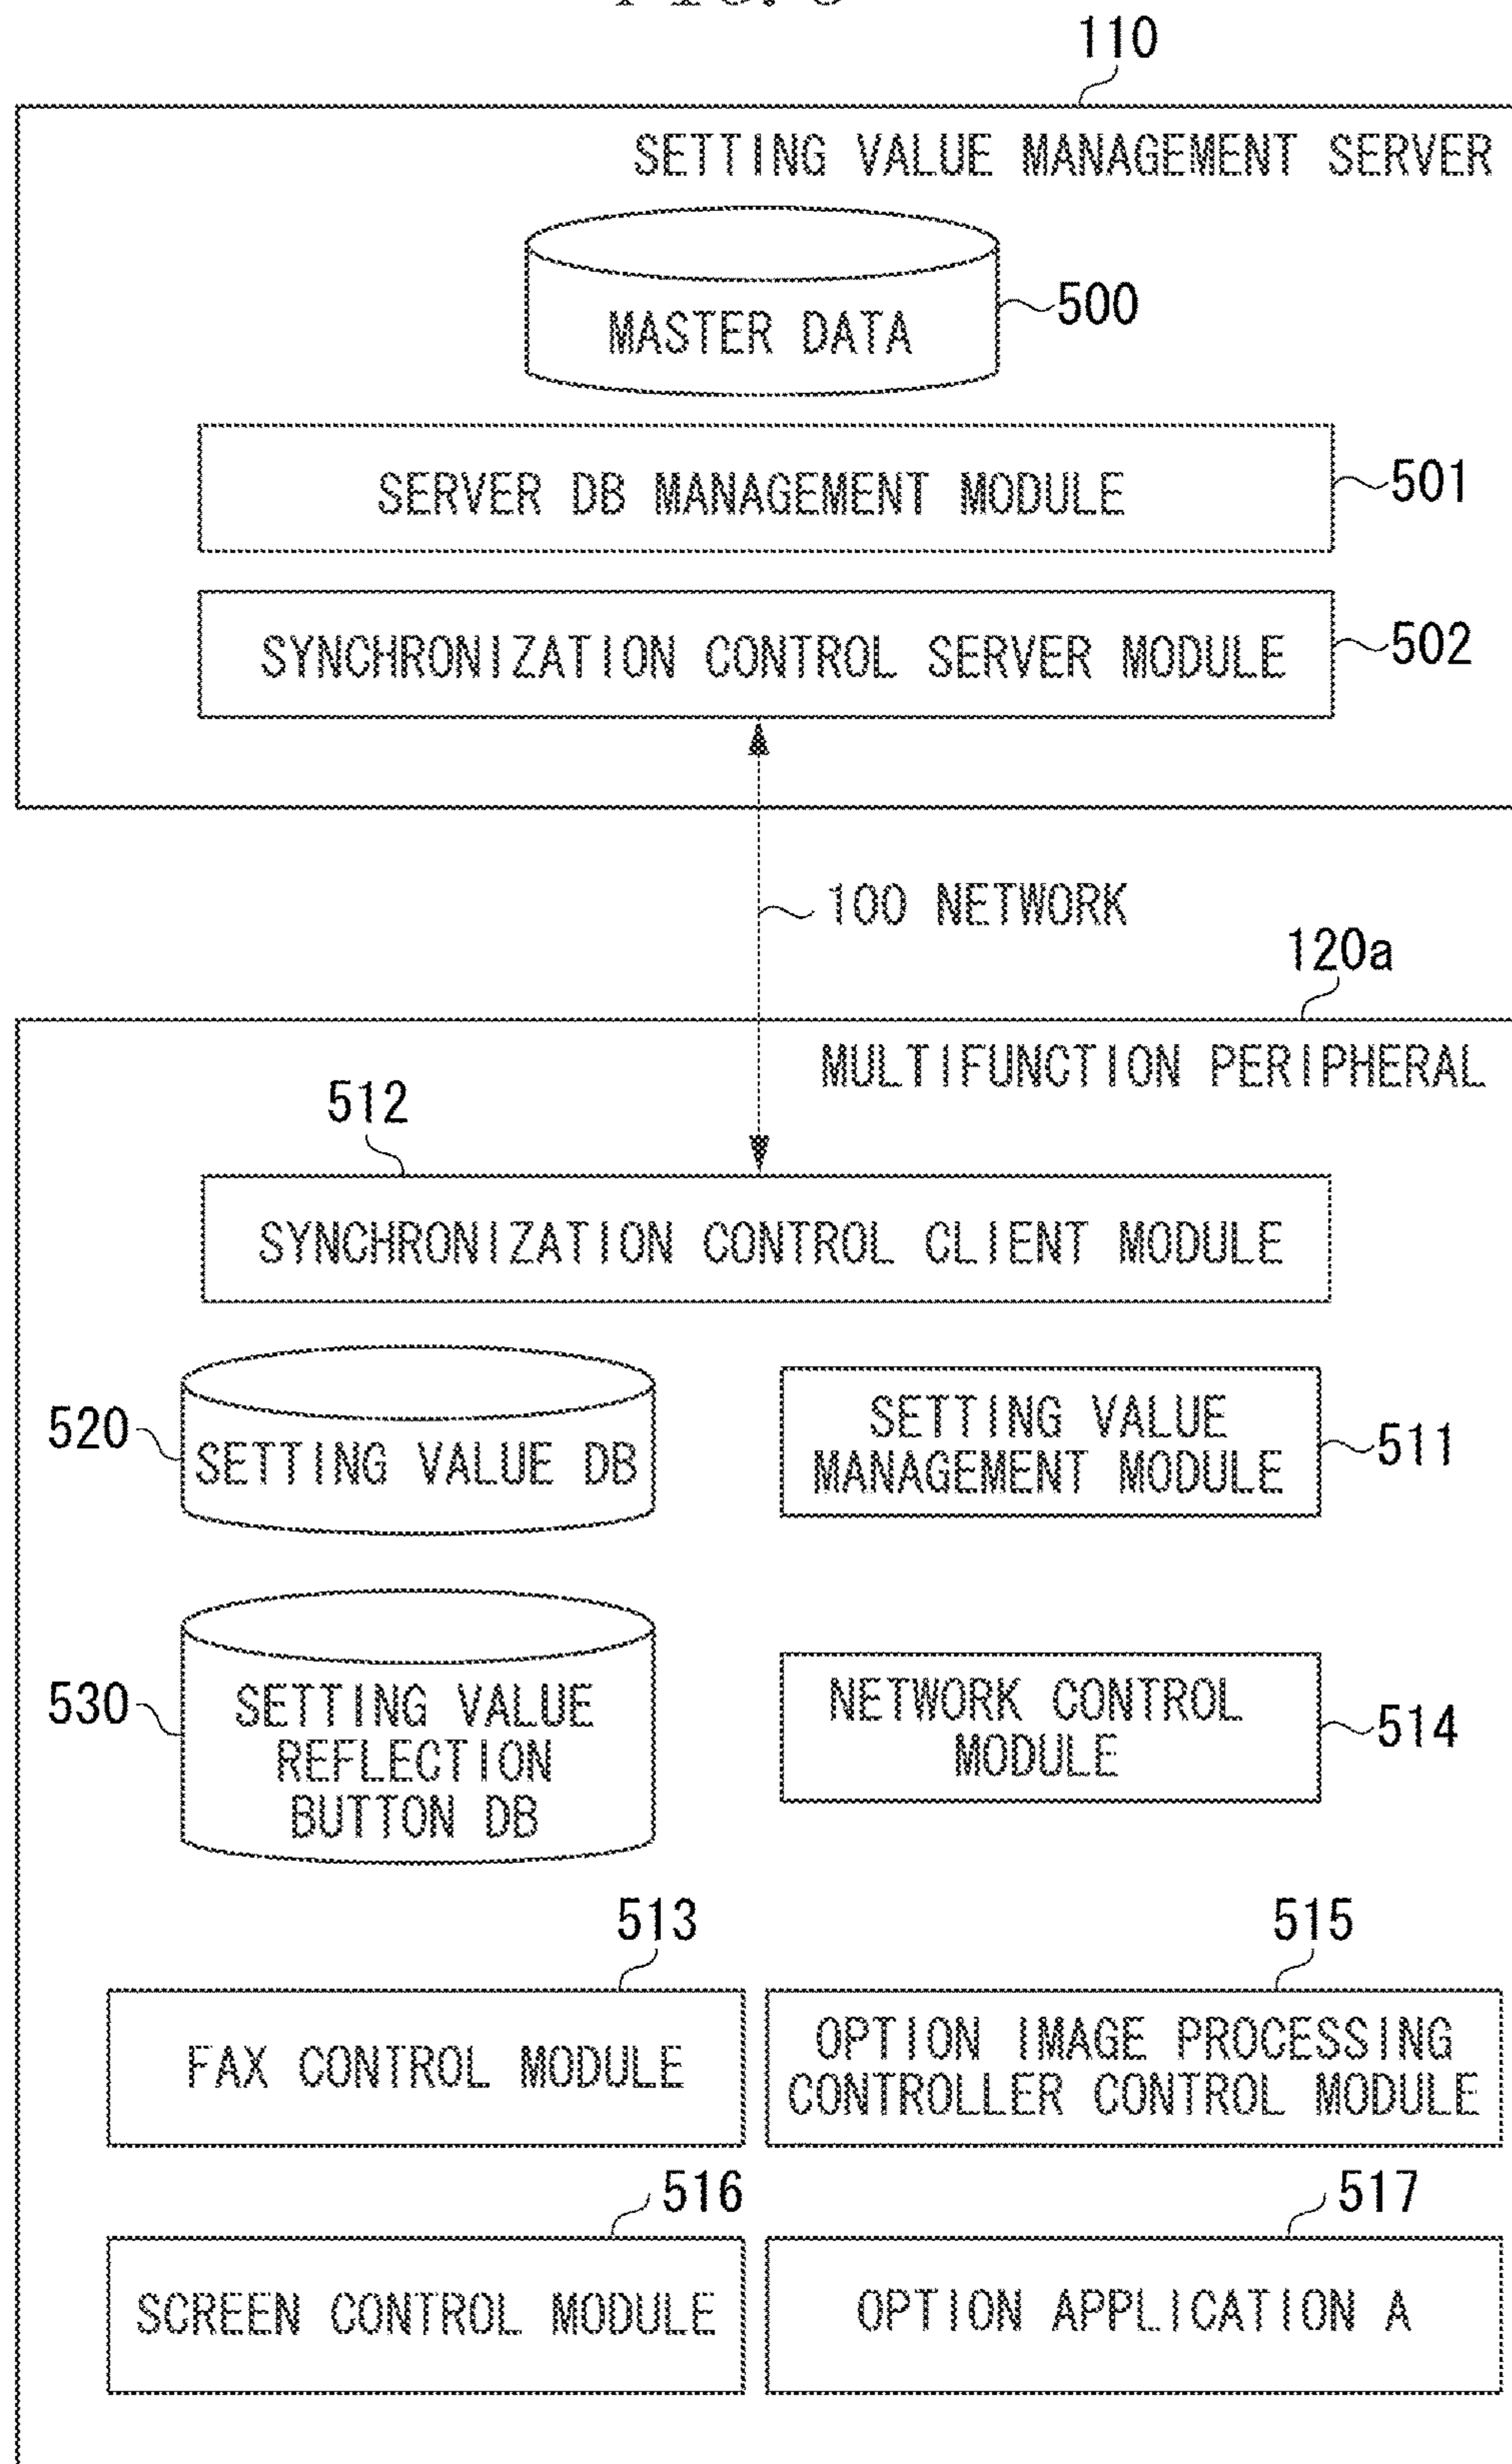 110
SETTING VALUE MANAGEMENT SERVER
MASTER DATA
500
SERVER DB MANAGEMENT MODULE
501
SYNCHRONIZATION CONTROL SERVER MODULE
502
100 NETWORK
120a
MULTIFUNCTION PERIPHERAL
512
SYNCHRONIZATION CONTROL CLIENT MODULE
520
SETTING VALUE DB
SETTING VALUE
MANAGEMENT MODULE
511
530
SETTING VALUE
REFLECTION
BUTTON DB
NETWORK CONTROL
MODULE
514
513
FAX CONTROL MODULE
515
OPTION IMAGE PROCESSING
CONTROLLER CONTROL MODULE
516
SCREEN CONTROL MODULE
517
OPTION APPLICATION A